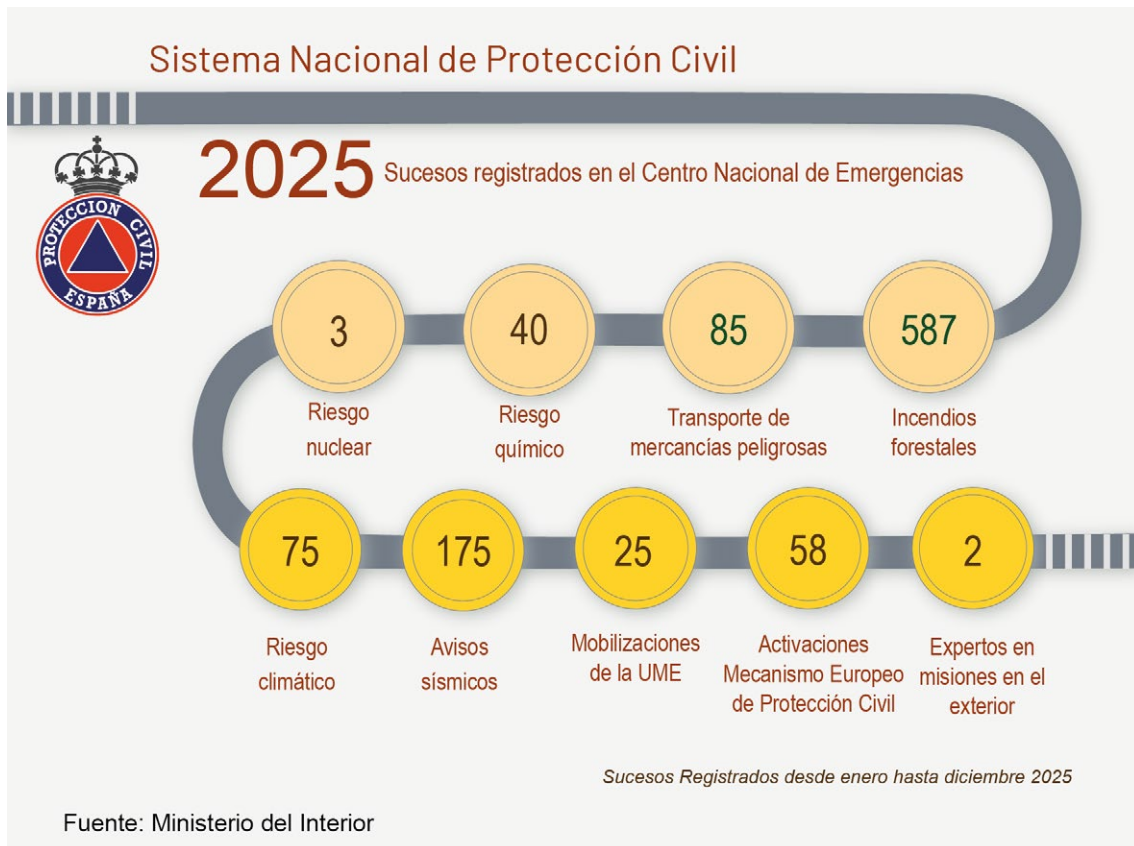 Sistema Nacional de Protección Civil
2025 Sucesos registrados en el Centro Nacional de Emergencias
PROTECCION CIVIL
ESPAÑA
3
Riesgo
nuclear
40
Riesgo
químico
85
Transporte de
mercancías peligrosas
587
Incendios
forestales
75
Riesgo
climático
175
Avisos
sísmicos
25
Mobilizaciones
de la UME
58
Activaciones
Mecanismo Europeo
de Protección Civil
2
Expertos en
misiones en el
exterior
Sucesos Registrados desde enero hasta diciembre 2025
Fuente: Ministerio del Interior